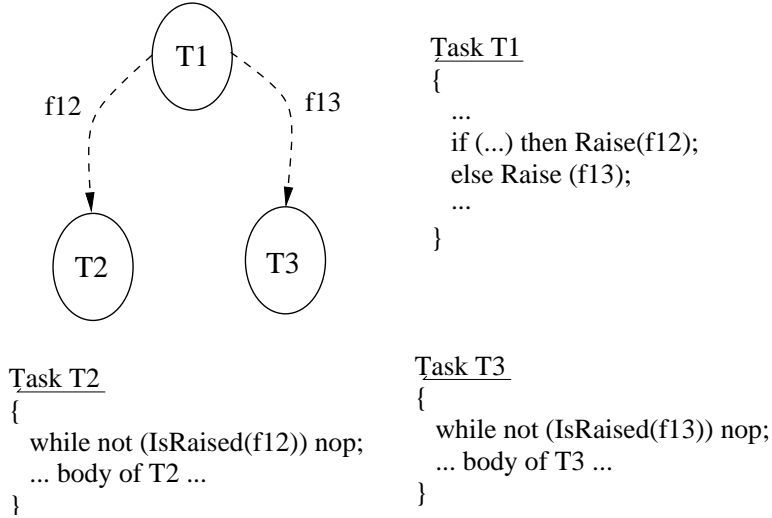 T1
f12
f13
T2
T3
Task T1
{
...
if (...) then Raise(f12);
else Raise (f13);
...
}
Task T2
{
while not (IsRaised(f12)) nop;
... body of T2 ...
}
Task T3
{
while not (IsRaised(f13)) nop;
... body of T3 ...
}